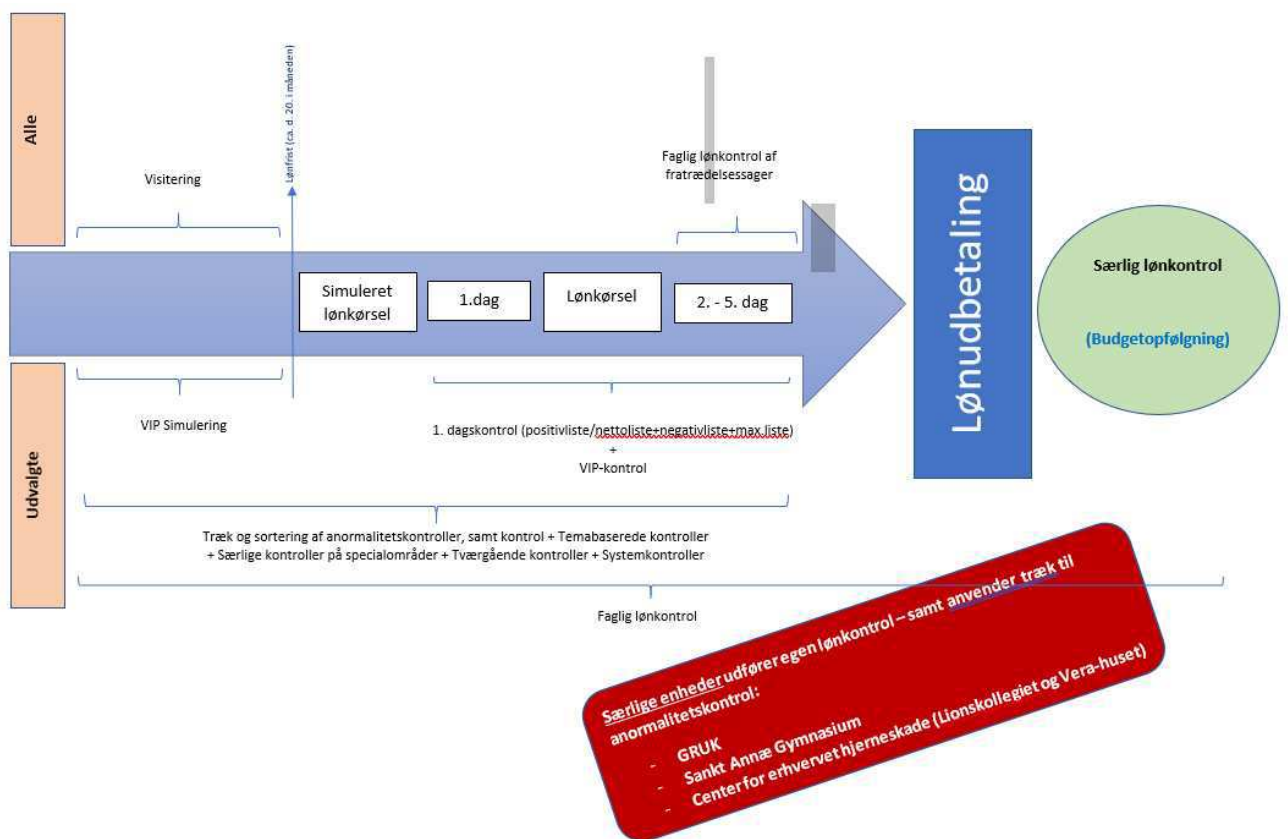 Alle
Lønfrist (ca. d. 20. i måneden)
Visitering
Faglig lønkontrol af
fratrædelsessager
Simuleret
lønkørsel
1.dag
Lønkørsel
2. - 5. dag
Lønudbetaling
Særlig lønkontrol
(Budgetopfølgning)
Udvalgte
VIP Simulering
1. dagskontrol (positivliste/nettoliste+negativliste+max.liste)
+
VIP-kontrol
Træk og sortering af anormalitetskontroller, samt kontrol + Temabaserede kontroller
+ Særlige kontroller på specialområder + Tværgående kontroller + Systemkontroller
Faglig lønkontrol
Særlige enheder udfører egen lønkontrol – samt anvender træk til
anormalitetskontrol:
- GRUK
- Sankt Annæ Gymnasium
- Center for erhvervet hjerneskade (Lionskollegiet og Vera-huset)